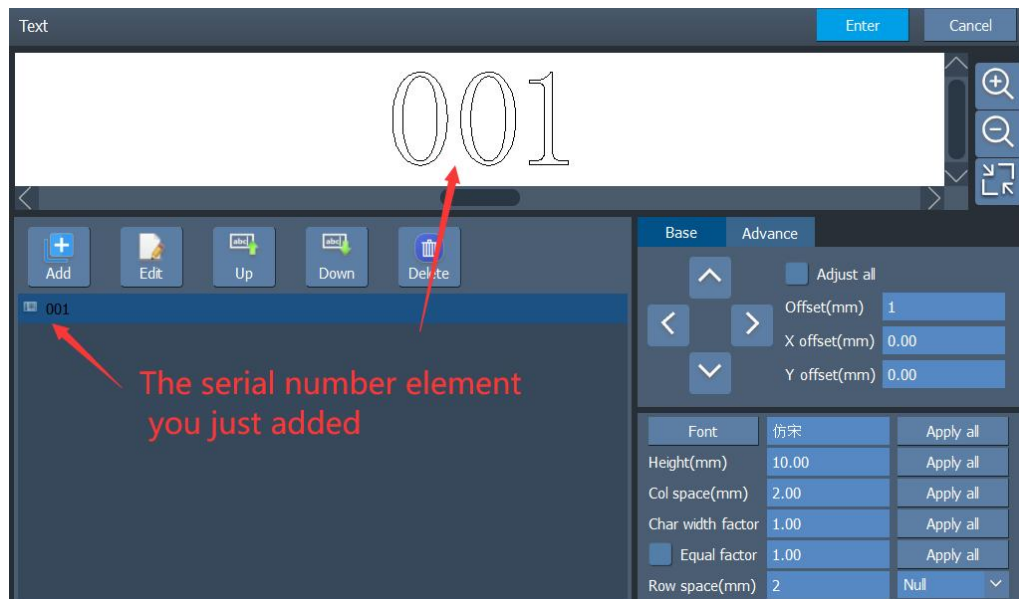 Text
Enter
Cancel
001
Add
Edit
Up
Down
Delete
001
The serial number element
you just added
Base
Advance
Adjust all
Offset(mm) 1
X offset(mm) 0.00
Y offset(mm) 0.00
Font 仿宋 Apply all
Height(mm) 10.00 Apply all
Col space(mm) 2.00 Apply all
Char width factor 1.00 Apply all
Equal factor 1.00 Apply all
Row space(mm) 2 Null